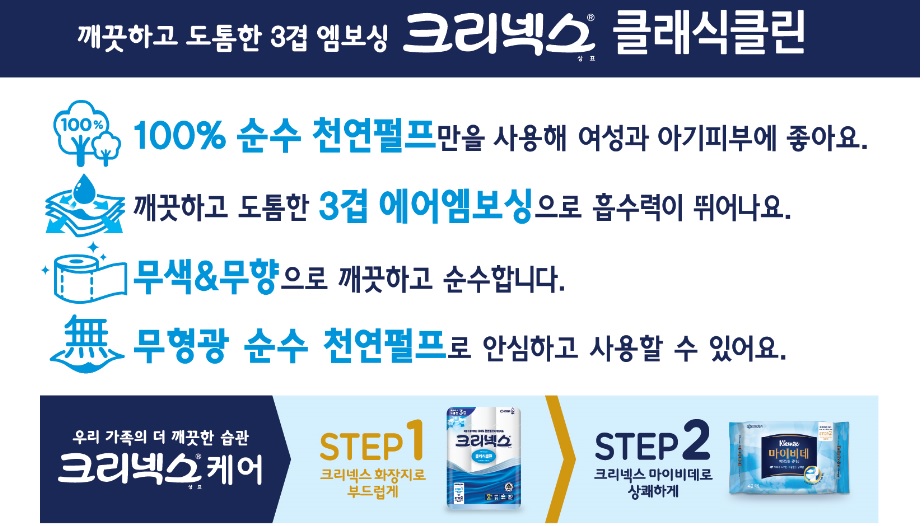 깨끗하고 도톰한 3겹 엠보싱 크리넥스® 클래식클린
상 표
100%
100% 순수 천연펄프만을 사용해 여성과 아기피부에 좋아요.
깨끗하고 도톰한 3겹 에어엠보싱으로 흡수력이 뛰어나요.
무색&무향으로 깨끗하고 순수합니다.
無
무형광 순수 천연펄프로 안심하고 사용할 수 있어요.
우리 가족의 더 깨끗한 습관
크리넥스® 케어
상 표
STEP1
크리넥스 화장지로
부드럽게
크리넥스
STEP2
크리넥스 마이비데로
상쾌하게
Kleenex
마이비데